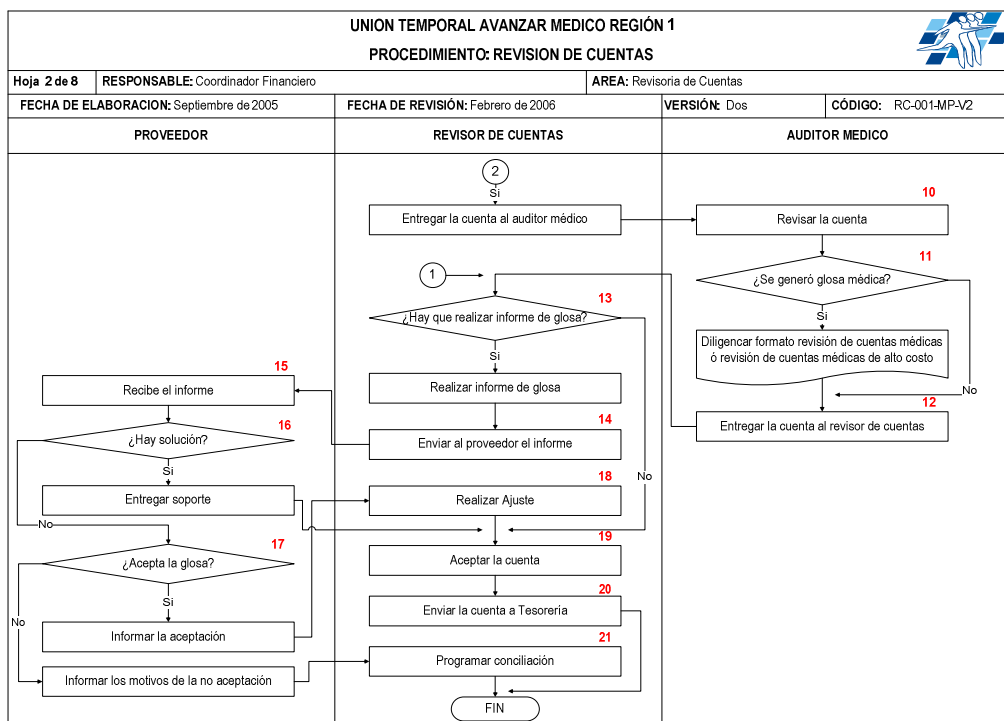 UNION TEMPORAL AVANZAR MEDICO REGIÓN 1
PROCEDIMIENTO: REVISION DE CUENTAS
Hoja 2 de 8
RESPONSABLE: Coordinador Financiero
AREA: Revisoria de Cuentas
FECHA DE ELABORACION: Septiembre de 2005
FECHA DE REVISIÓN: Febrero de 2006
VERSIÓN: Dos
CÓDIGO: RC-001-MP-V2
PROVEEDOR
REVISOR DE CUENTAS
AUDITOR MEDICO
2
Si
Entregar la cuenta al auditor médico
10
Revisar la cuenta
11
¿Se generó glosa médica?
Si
No
Diligencar formato revisión de cuentas médicas
ó revisión de cuentas médicas de alto costo
12
Entregar la cuenta al revisor de cuentas
1
13
¿Hay que realizar informe de glosa?
Si
No
Realizar informe de glosa
14
Enviar al proveedor el informe
15
Recibe el informe
16
¿Hay solución?
Si
No
Entregar soporte
17
¿Acepta la glosa?
Si
No
Informar la aceptación
Informar los motivos de la no aceptación
18
Realizar Ajuste
19
Aceptar la cuenta
20
Enviar la cuenta a Tesorería
21
Programar conciliación
FIN